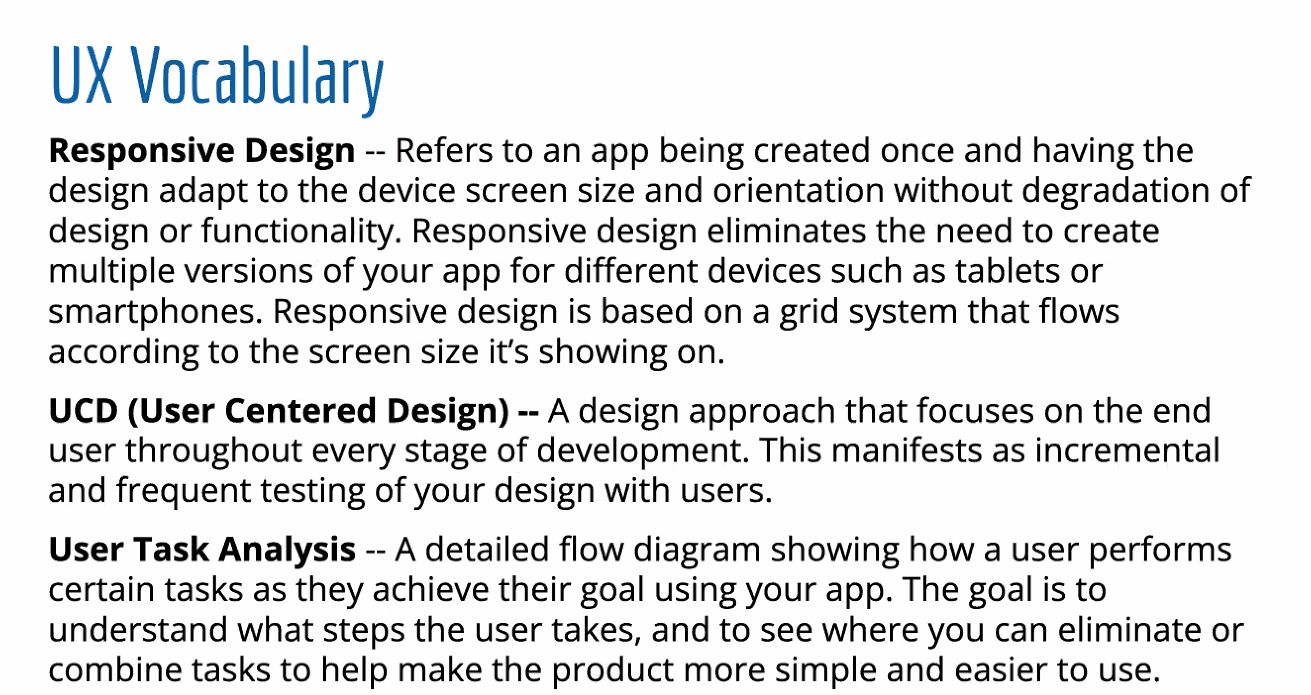 UX Vocabulary
Responsive Design -- Refers to an app being created once and having the
design adapt to the device screen size and orientation without degradation of
design or functionality. Responsive design eliminates the need to create
multiple versions of your app for different devices such as tablets or
smartphones. Responsive design is based on a grid system that flows
according to the screen size it’s showing on.
UCD (User Centered Design) -- A design approach that focuses on the end
user throughout every stage of development. This manifests as incremental
and frequent testing of your design with users.
User Task Analysis -- A detailed flow diagram showing how a user performs
certain tasks as they achieve their goal using your app. The goal is to
understand what steps the user takes, and to see where you can eliminate or
combine tasks to help make the product more simple and easier to use.